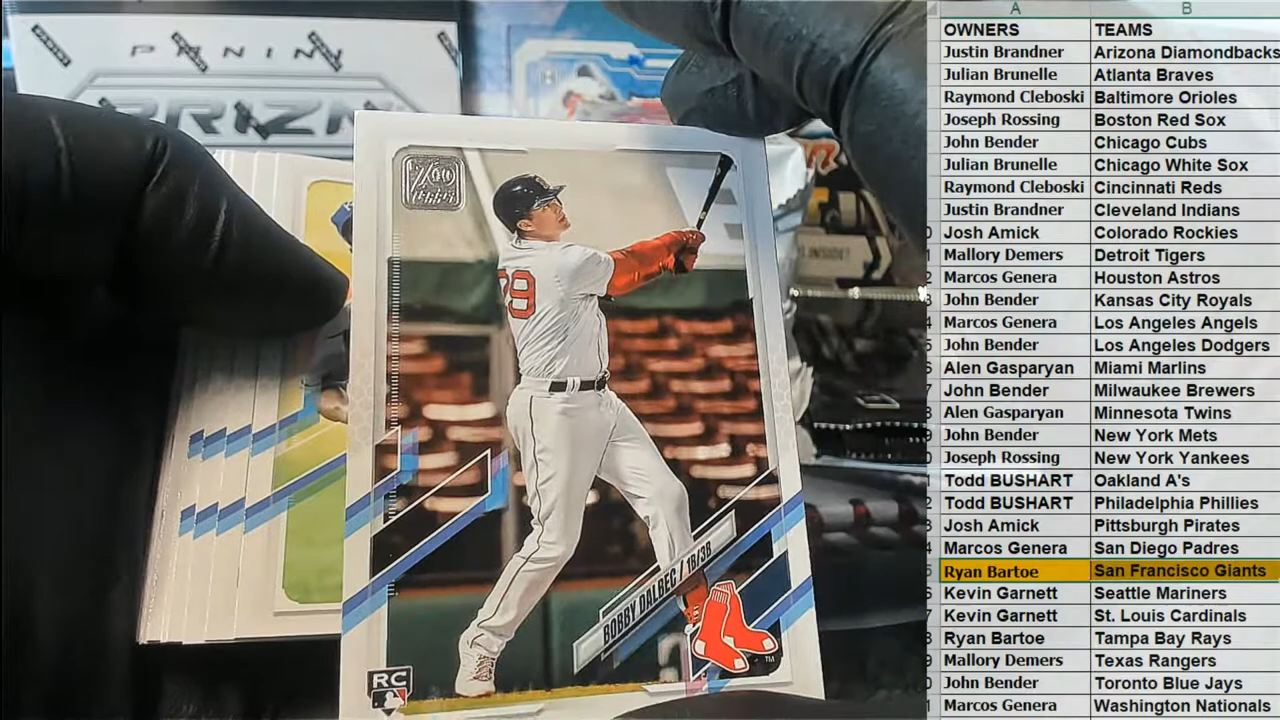 PANINI
PRIZM
70
TOPPS
29
BOBBY DALBEC / 1B/3B
TM
RC
INSIDE!
A B
OWNERS TEAMS
Justin Brandner Arizona Diamondbacks
Julian Brunelle Atlanta Braves
Raymond Cleboski Baltimore Orioles
Joseph Rossing Boston Red Sox
John Bender Chicago Cubs
Julian Brunelle Chicago White Sox
Raymond Cleboski Cincinnati Reds
Justin Brandner Cleveland Indians
Josh Amick Colorado Rockies
Mallory Demers Detroit Tigers
Marcos Genera Houston Astros
John Bender Kansas City Royals
Marcos Genera Los Angeles Angels
John Bender Los Angeles Dodgers
Alen Gasparyan Miami Marlins
John Bender Milwaukee Brewers
Alen Gasparyan Minnesota Twins
John Bender New York Mets
Joseph Rossing New York Yankees
Todd BUSHART Oakland A's
Todd BUSHART Philadelphia Phillies
Josh Amick Pittsburgh Pirates
Marcos Genera San Diego Padres
Ryan Bartoe San Francisco Giants
Kevin Garnett Seattle Mariners
Kevin Garnett St. Louis Cardinals
Ryan Bartoe Tampa Bay Rays
Mallory Demers Texas Rangers
John Bender Toronto Blue Jays
Marcos Genera Washington Nationals